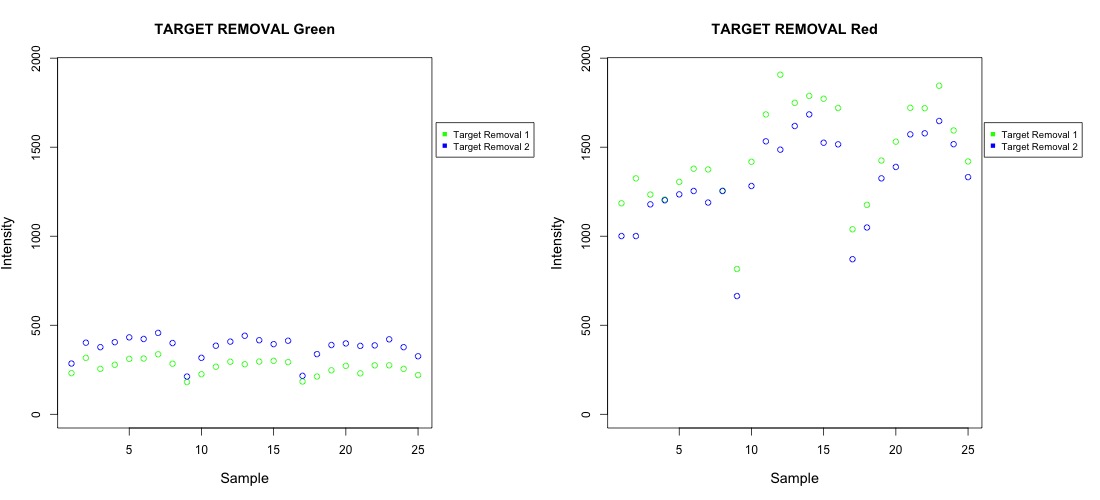 TARGET REMOVAL Green
2000
1500
1000
500
0
Intensity
5 10 15 20 25
Sample
Target Removal 1
Target Removal 2
TARGET REMOVAL Red
2000
1500
1000
500
0
Intensity
5 10 15 20 25
Sample
Target Removal 1
Target Removal 2